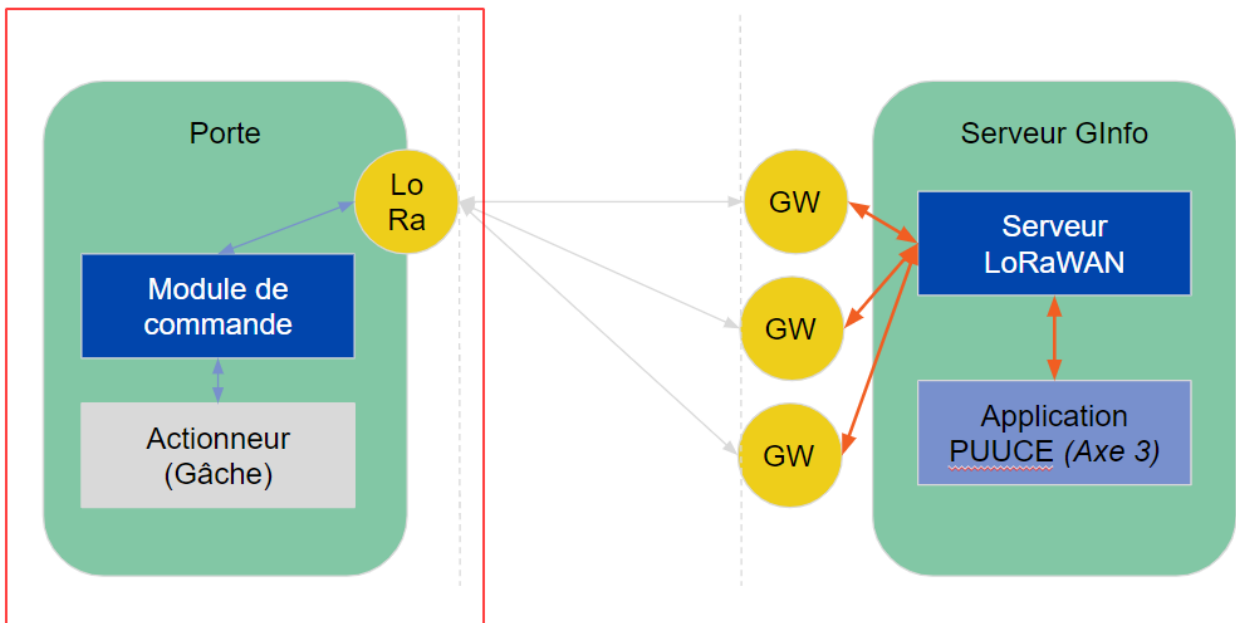 Porte
Lo
Ra
Module de
commande
Actionneur
(Gâche)
GW
GW
GW
Serveur GInfo
Serveur
LoRaWAN
Application
PUUCE (Axe 3)